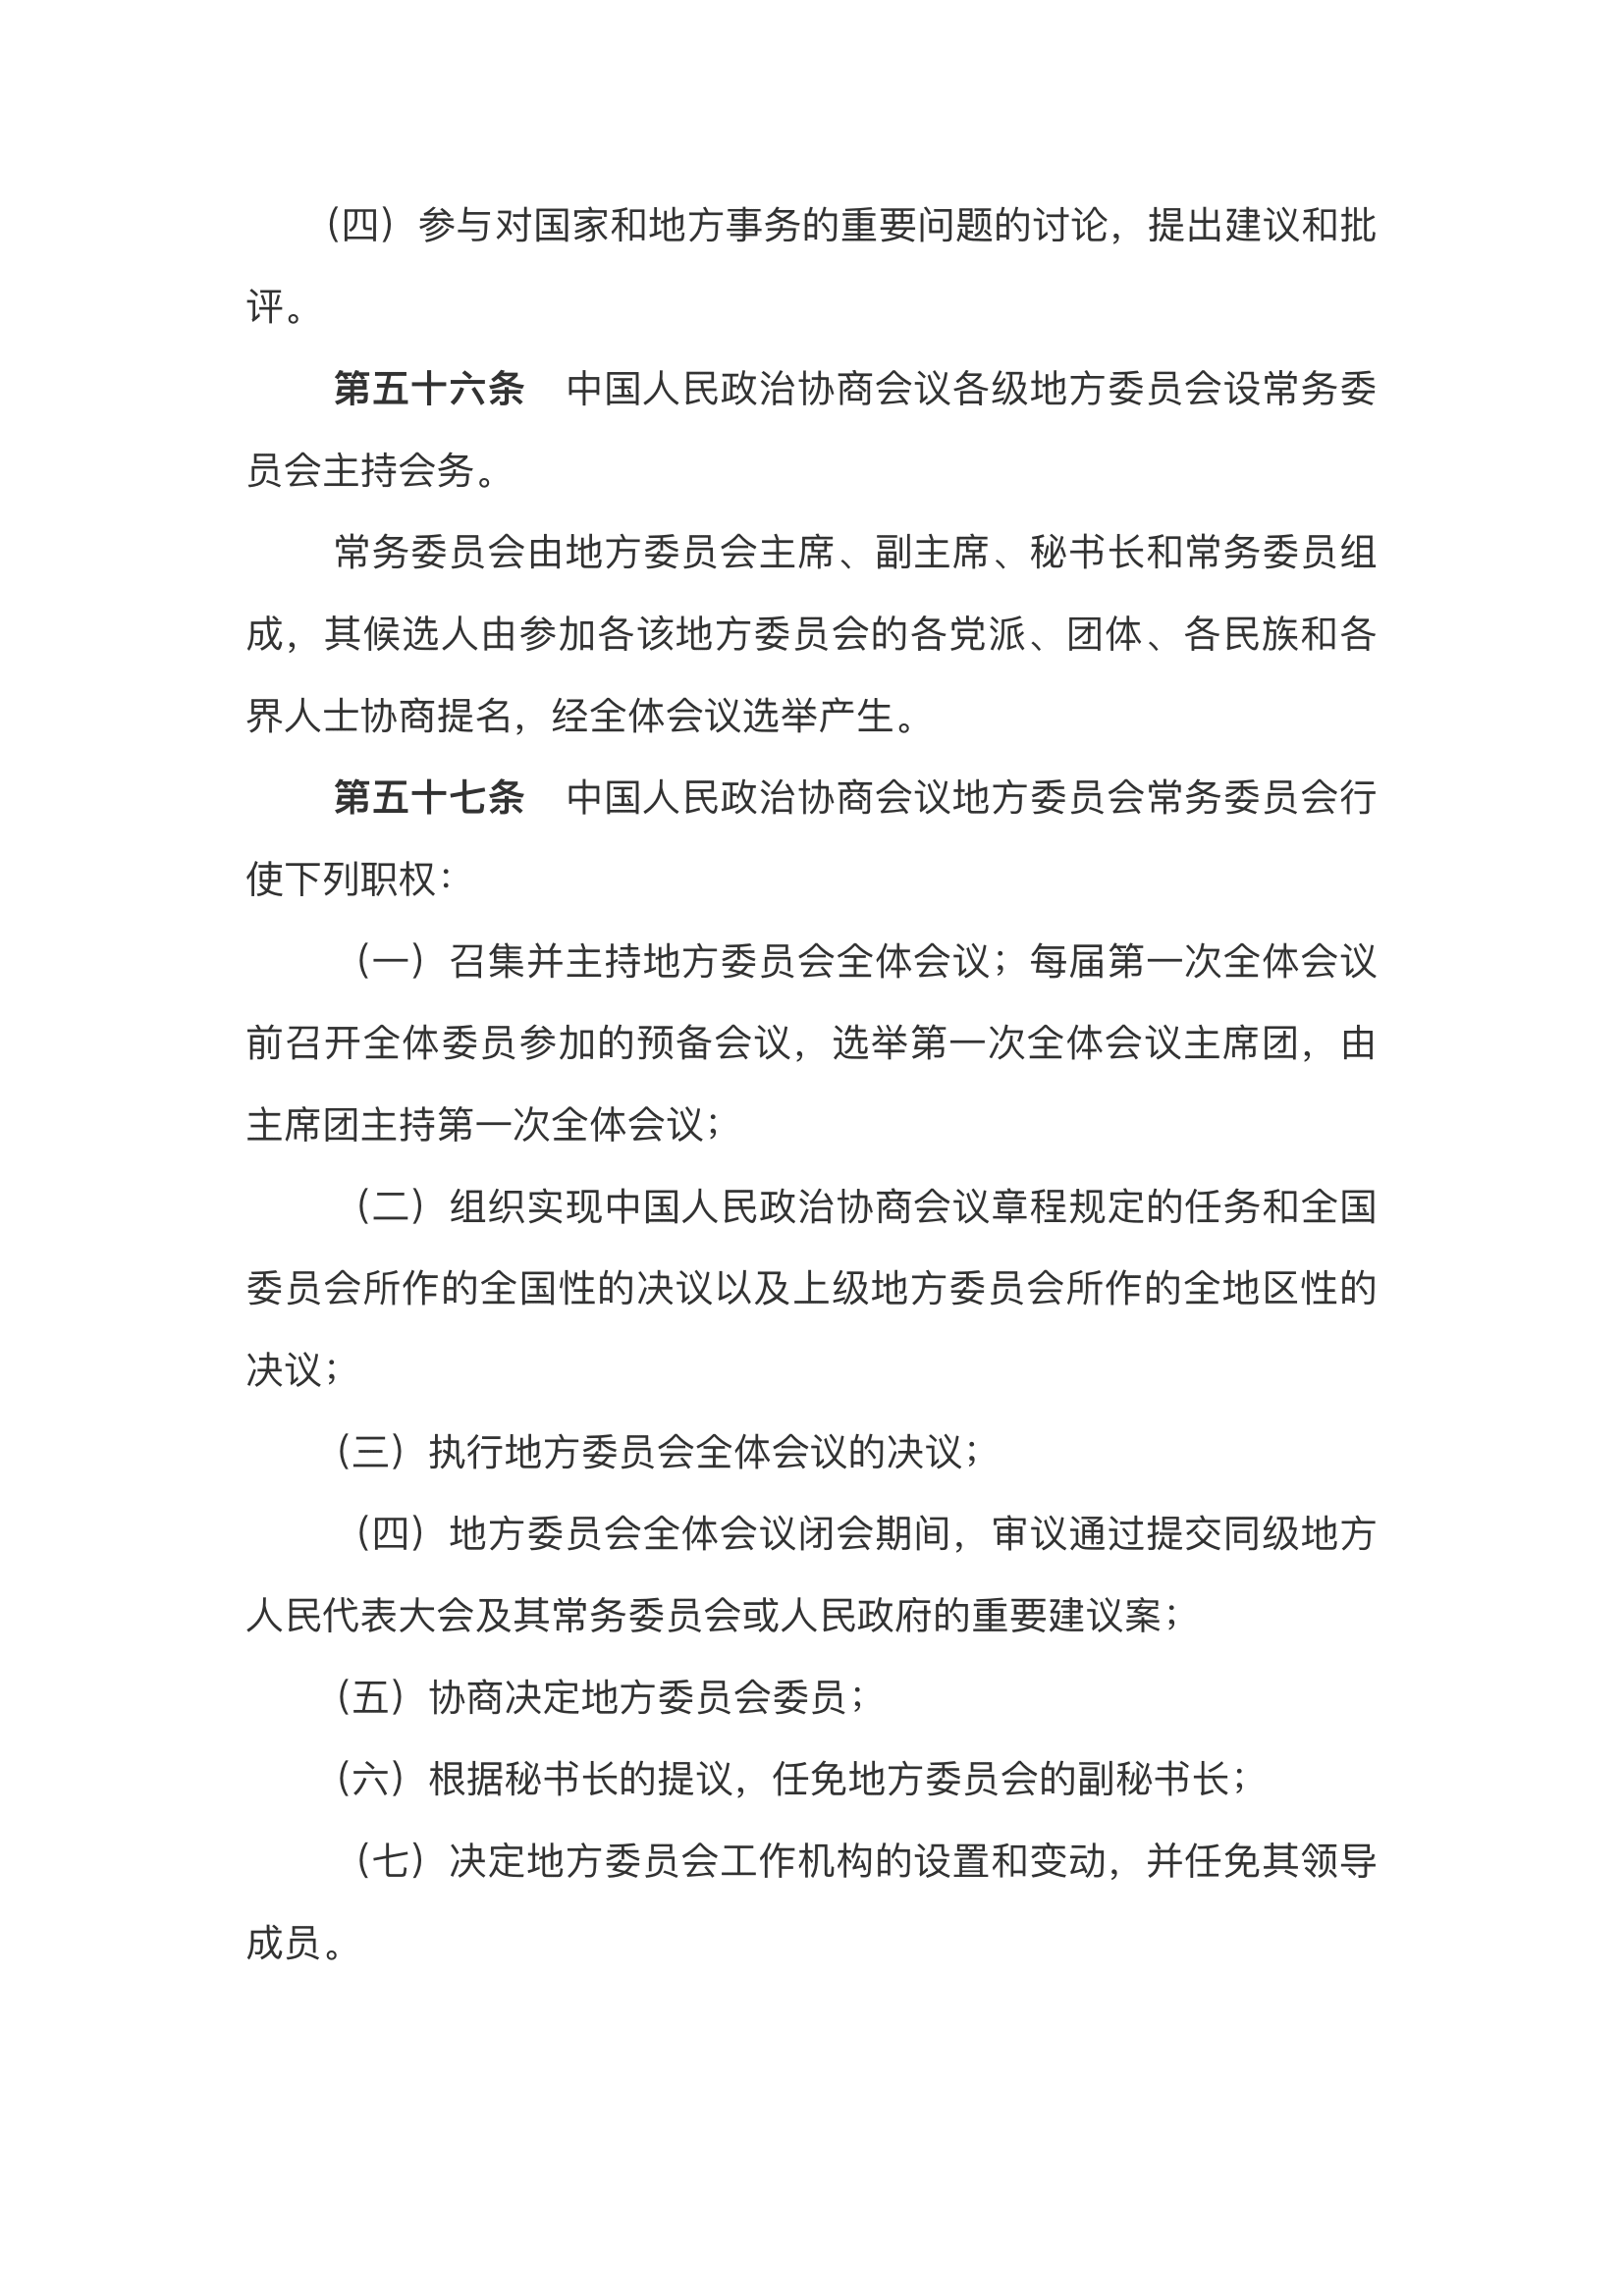 （四）参与对国家和地方事务的重要问题的讨论，提出建议和批
评。
第五十六条　中国人民政治协商会议各级地方委员会设常务委
员会主持会务。
常务委员会由地方委员会主席、副主席、秘书长和常务委员组
成，其候选人由参加各该地方委员会的各党派、团体、各民族和各
界人士协商提名，经全体会议选举产生。
第五十七条　中国人民政治协商会议地方委员会常务委员会行
使下列职权：
（一）召集并主持地方委员会全体会议；每届第一次全体会议
前召开全体委员参加的预备会议，选举第一次全体会议主席团，由
主席团主持第一次全体会议；
（二）组织实现中国人民政治协商会议章程规定的任务和全国
委员会所作的全国性的决议以及上级地方委员会所作的全地区性的
决议；
（三）执行地方委员会全体会议的决议；
（四）地方委员会全体会议闭会期间，审议通过提交同级地方
人民代表大会及其常务委员会或人民政府的重要建议案；
（五）协商决定地方委员会委员；
（六）根据秘书长的提议，任免地方委员会的副秘书长；
（七）决定地方委员会工作机构的设置和变动，并任免其领导
成员。